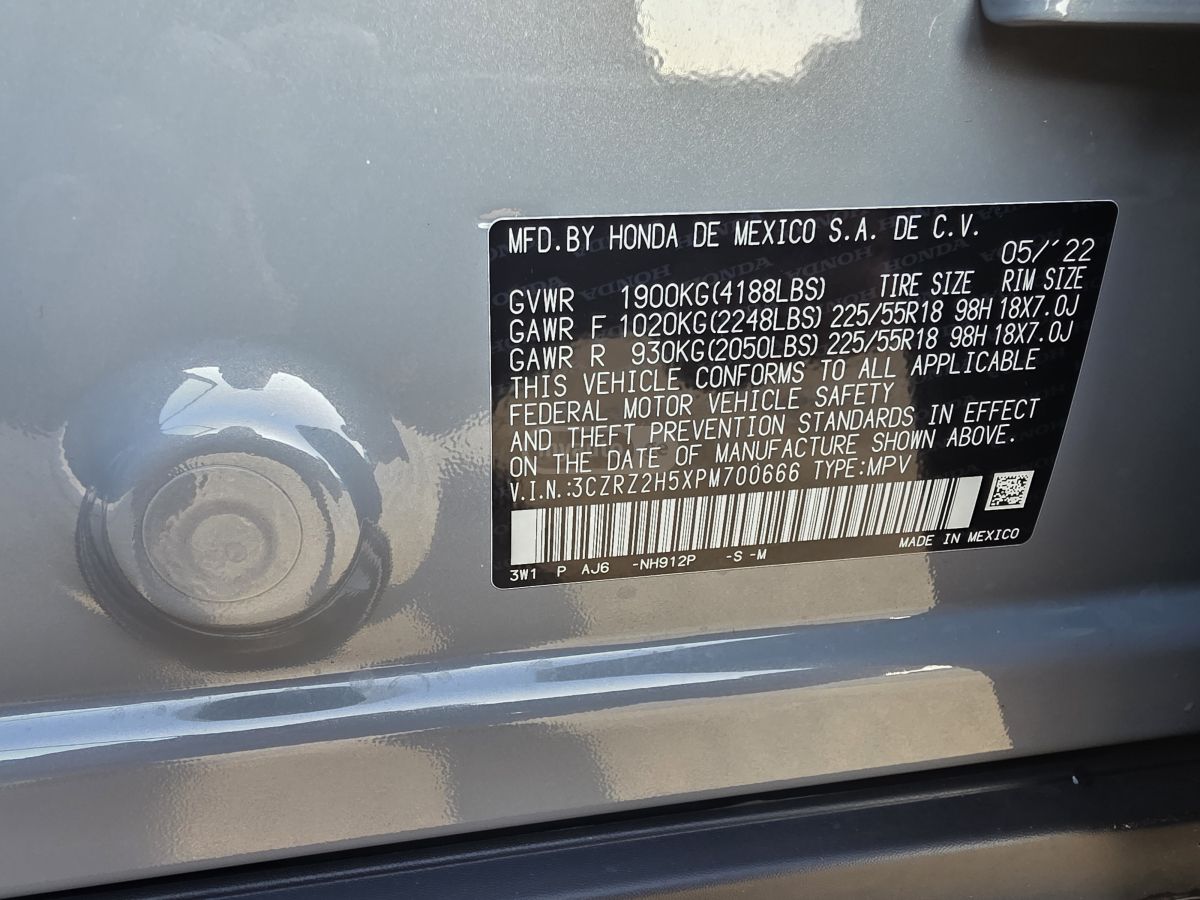 MFD.BY HONDA DE MEXICO S.A. DE C.V.
05/´22
GVWR 1900KG(4188LBS) TIRE SIZE RIM SIZE
GAWR F 1020KG(2248LBS) 225/55R18 98H 18X7.0J
GAWR R 930KG(2050LBS) 225/55R18 98H 18X7.0J
THIS VEHICLE CONFORMS TO ALL APPLICABLE
FEDERAL MOTOR VEHICLE SAFETY
AND THEFT PREVENTION STANDARDS IN EFFECT
ON THE DATE OF MANUFACTURE SHOWN ABOVE.
V.I.N.:3CZRZ2H5XPM700666 TYPE:MPV
MADE IN MEXICO
3W1 P AJ6 -NH912P -S -M